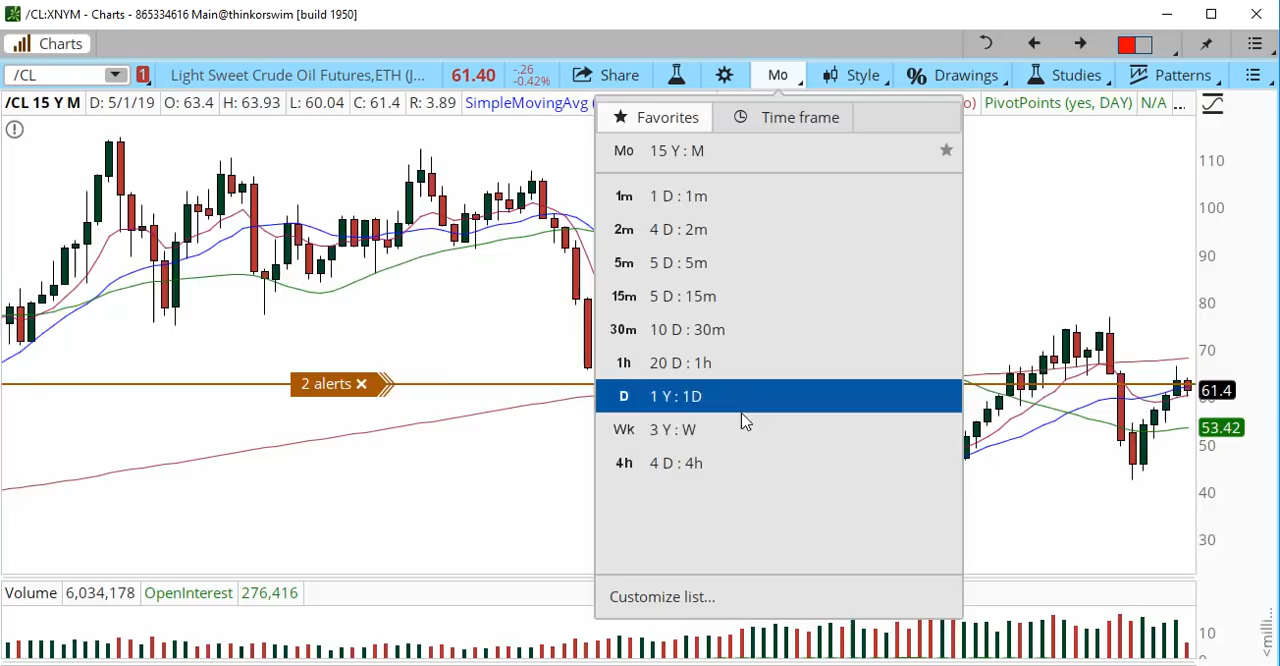 /CL:XNYM - Charts - 865334616 Main@thinkorswim [build 1950]
Charts
/CL 1 Light Sweet Crude Oil Futures,ETH (J... 61.40 -.26 -0.42% Share Mo Style % Drawings Studies Patterns
/CL 15 Y M D: 5/1/19 O: 63.4 H: 63.93 L: 60.04 C: 61.4 R: 3.89 SimpleMovingAvg ( o) PivotPoints (yes, DAY) N/A ...
Favorites Time frame
Mo 15 Y : M
1m 1 D : 1m
2m 4 D : 2m
5m 5 D : 5m
15m 5 D : 15m
30m 10 D : 30m
1h 20 D : 1h
D 1 Y : 1D
Wk 3 Y : W
4h 4 D : 4h
Customize list...
2 alerts ×
110
100
90
80
70
61.4
53.42
50
40
30
Volume 6,034,178 OpenInterest 276,416
10
0
<milli...